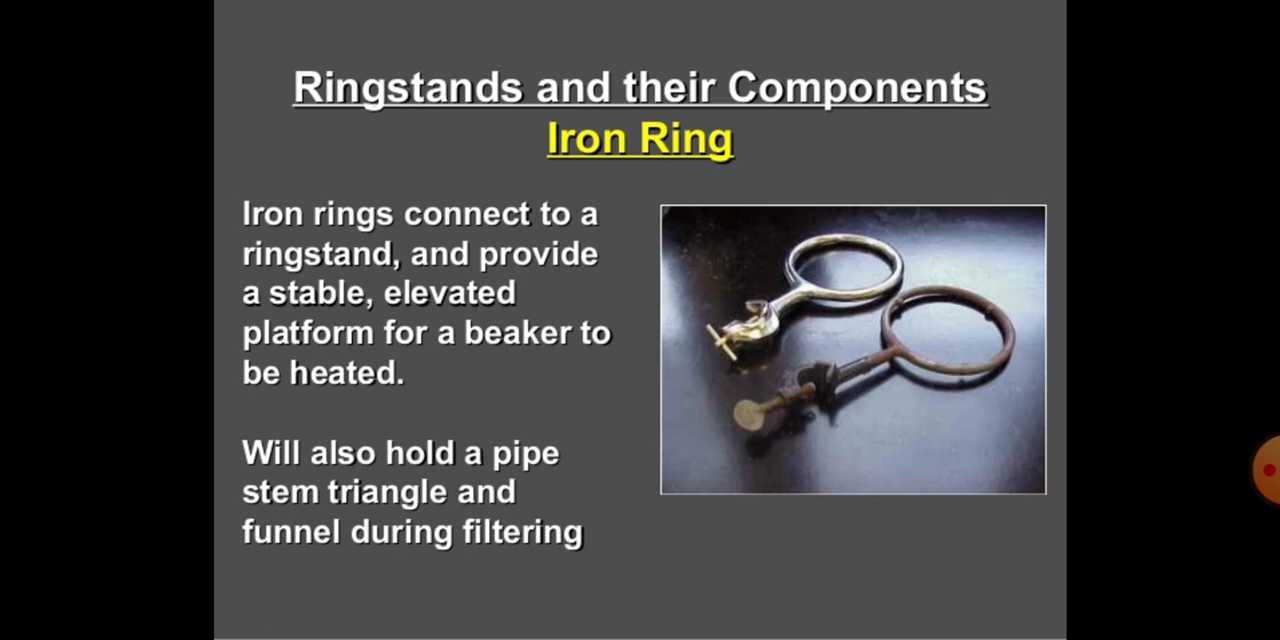 Ringstands and their Components
Iron Ring
Iron rings connect to a
ringstand, and provide
a stable, elevated
platform for a beaker to
be heated.
Will also hold a pipe
stem triangle and
funnel during filtering